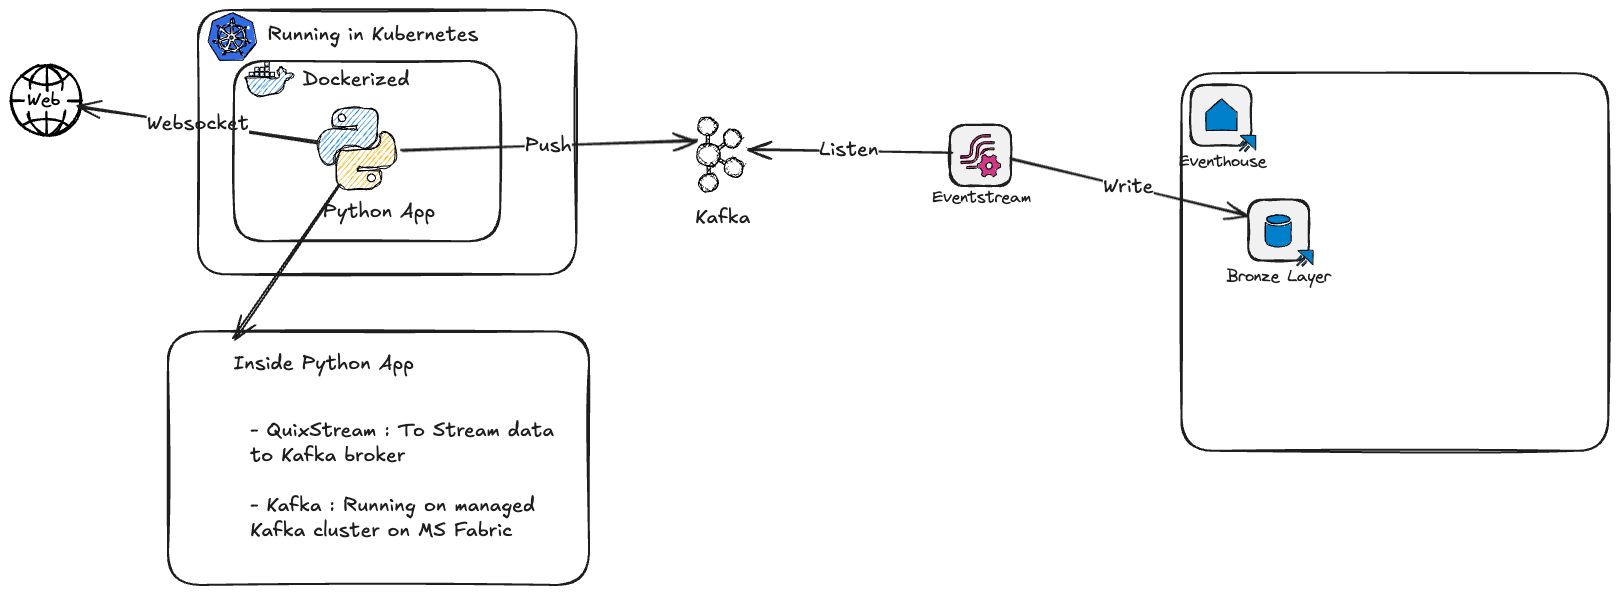 Running in Kubernetes
Dockerized
Web
Websocket
Push
Python App
Kafka
Listen
Eventstream
Write
Eventhouse
Bronze Layer
Inside Python App
- QuixStream : To Stream data
to Kafka broker
- Kafka : Running on managed
Kafka cluster on MS Fabric